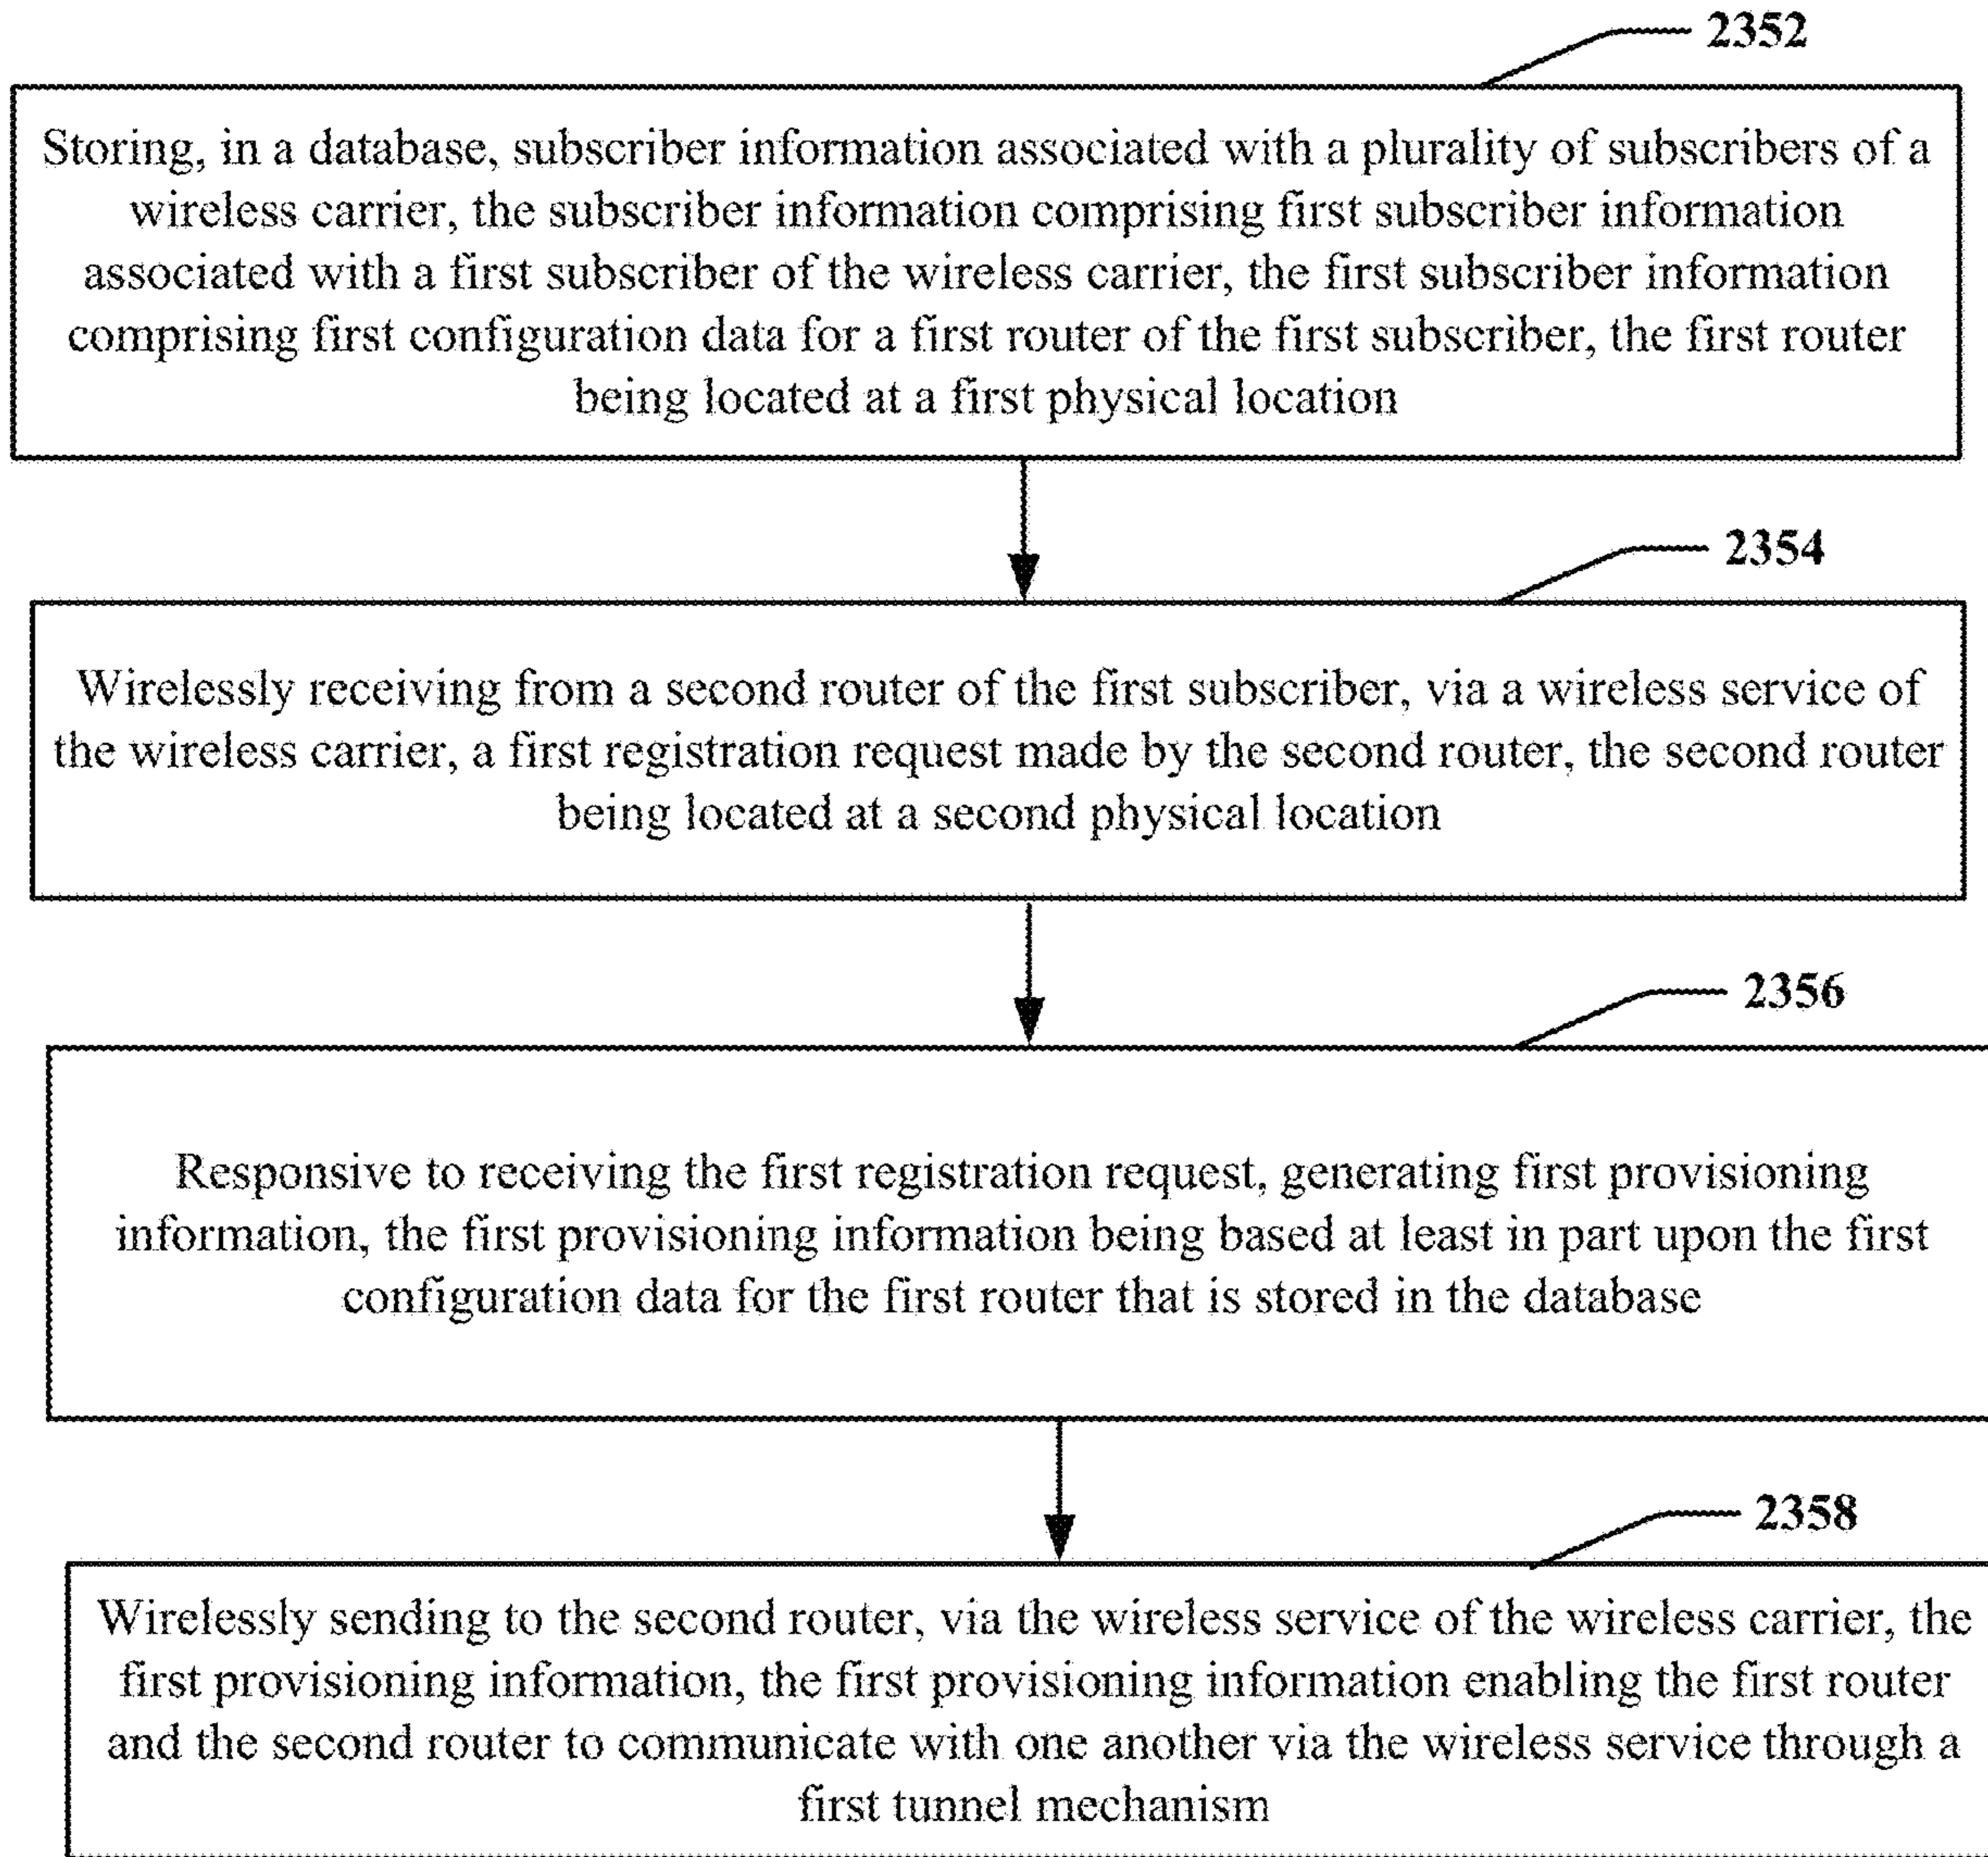 2352
Storing, in a database, subscriber information associated with a plurality of subscribers of a
wireless carrier, the subscriber information comprising first subscriber information
associated with a first subscriber of the wireless carrier, the first subscriber information
comprising first configuration data for a first router of the first subscriber, the first router
being located at a first physical location
2354
Wirelessly receiving from a second router of the first subscriber, via a wireless service of
the wireless carrier, a first registration request made by the second router, the second router
being located at a second physical location
2356
Responsive to receiving the first registration request, generating first provisioning
information, the first provisioning information being based at least in part upon the first
configuration data for the first router that is stored in the database
2358
Wirelessly sending to the second router, via the wireless service of the wireless carrier, the
first provisioning information, the first provisioning information enabling the first router
and the second router to communicate with one another via the wireless service through a
first tunnel mechanism